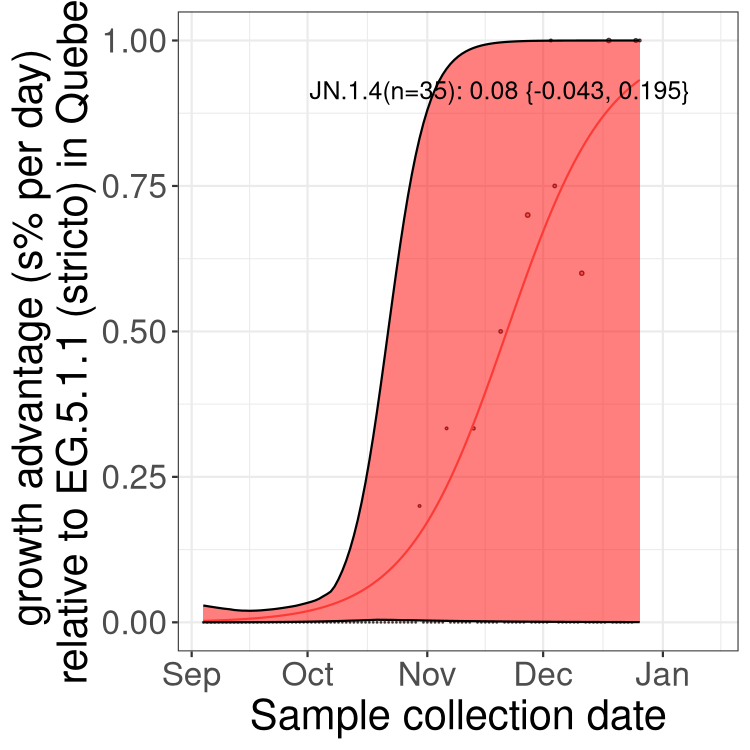 growth advantage (s% per day)
relative to EG.5.1.1 (stricto) in Quebe
1.00
0.75
0.50
0.25
0.00
JN.1.4(n=35): 0.08 {-0.043, 0.195}
Sep Oct Nov Dec Jan
Sample collection date